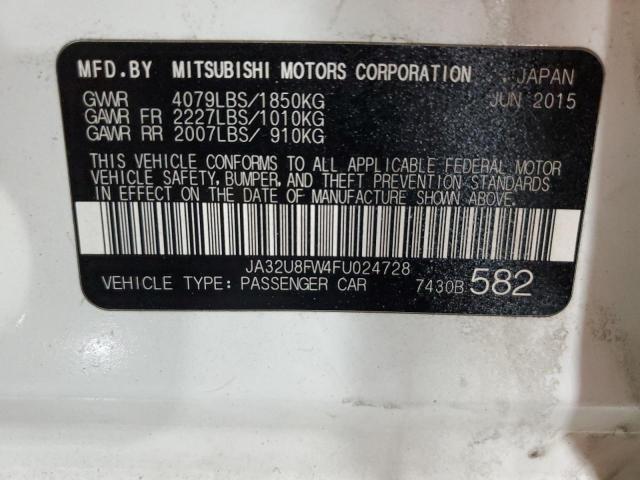 MFD.BY MITSUBISHI MOTORS CORPORATION JAPAN
GVWR 4079LBS/1850KG JUN 2015
GAWR FR 2227LBS/1010KG
GAWR RR 2007LBS/ 910KG
THIS VEHICLE CONFORMS TO ALL APPLICABLE FEDERAL MOTOR
VEHICLE SAFETY, BUMPER, AND THEFT PREVENTION STANDARDS
IN EFFECT ON THE DATE OF MANUFACTURE SHOWN ABOVE.
JA32U8FW4FU024728
VEHICLE TYPE: PASSENGER CAR 7430B 582